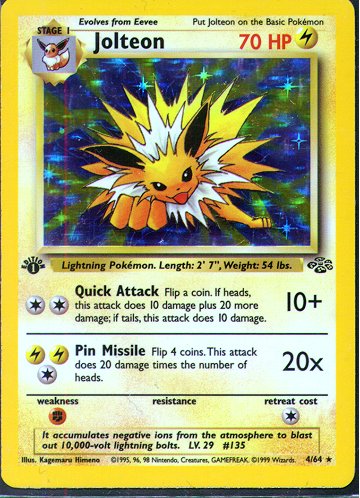 Evolves from Eevee Put Jolteon on the Basic Pokémon
STAGE 1
Jolteon 70 HP
EDITION
1
Lightning Pokémon. Length: 2' 7", Weight: 54 lbs.
Quick Attack Flip a coin. If heads,
this attack does 10 damage plus 20 more
damage; if tails, this attack does 10 damage.
10+
Pin Missile Flip 4 coins. This attack
does 20 damage times the number of
heads.
20x
weakness resistance retreat cost
It accumulates negative ions from the atmosphere to blast
out 10,000-volt lightning bolts. LV. 29 #135
Illus. Kagemaru Himeno ©1995, 96, 98 Nintendo, Creatures, GAMEFREAK. ©1999 Wizards. 4/64 ★